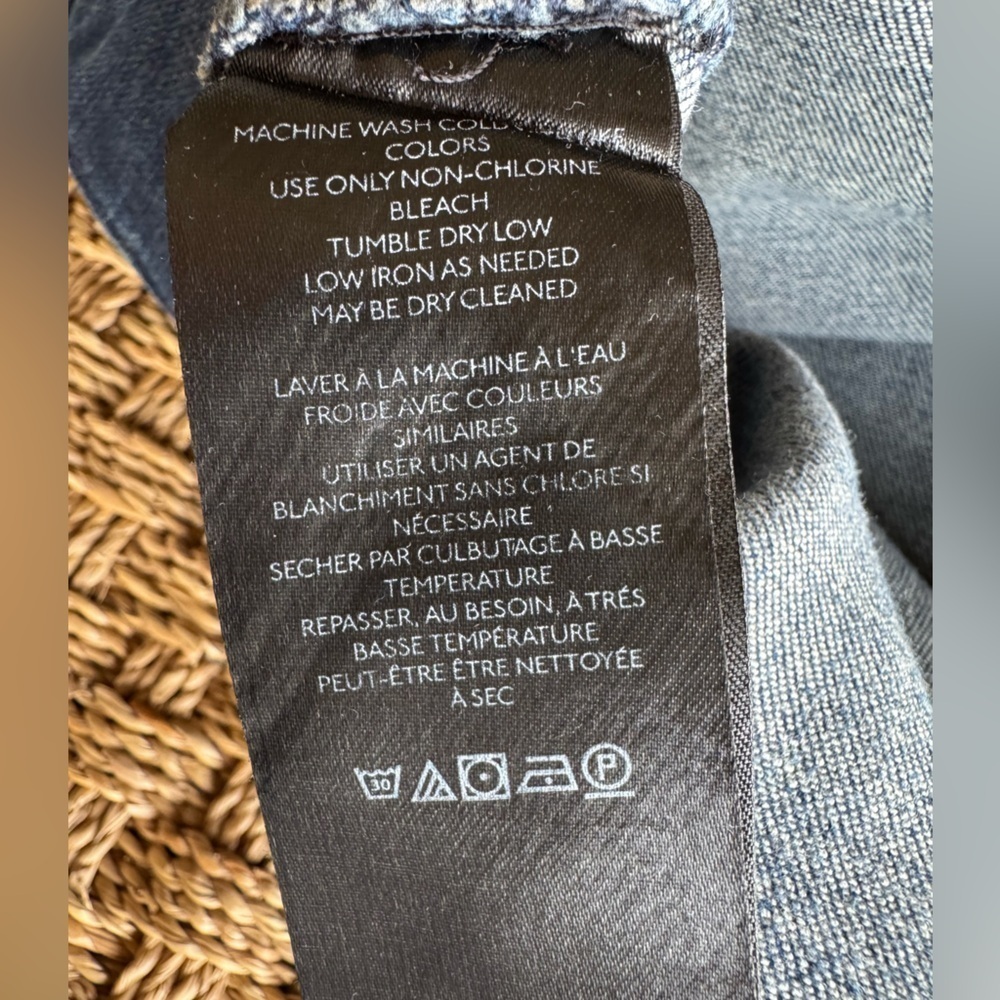 MACHINE WASH COLD
COLORS
USE ONLY NON-CHLORINE
BLEACH
TUMBLE DRY LOW
LOW IRON AS NEEDED
MAY BE DRY CLEANED
LAVER À LA MACHINE À L'EAU
FROIDE AVEC COULEURS
SIMILAIRES
UTILISER UN AGENT DE
BLANCHIMENT SANS CHLORE SI
NÉCESSAIRE
SECHER PAR CULBUTAGE À BASSE
TEMPERATURE
REPASSER, AU BESOIN, À TRÉS
BASSE TEMPÉRATURE
PEUT-ÊTRE ÊTRE NETTOYÉE
À SEC
30 P